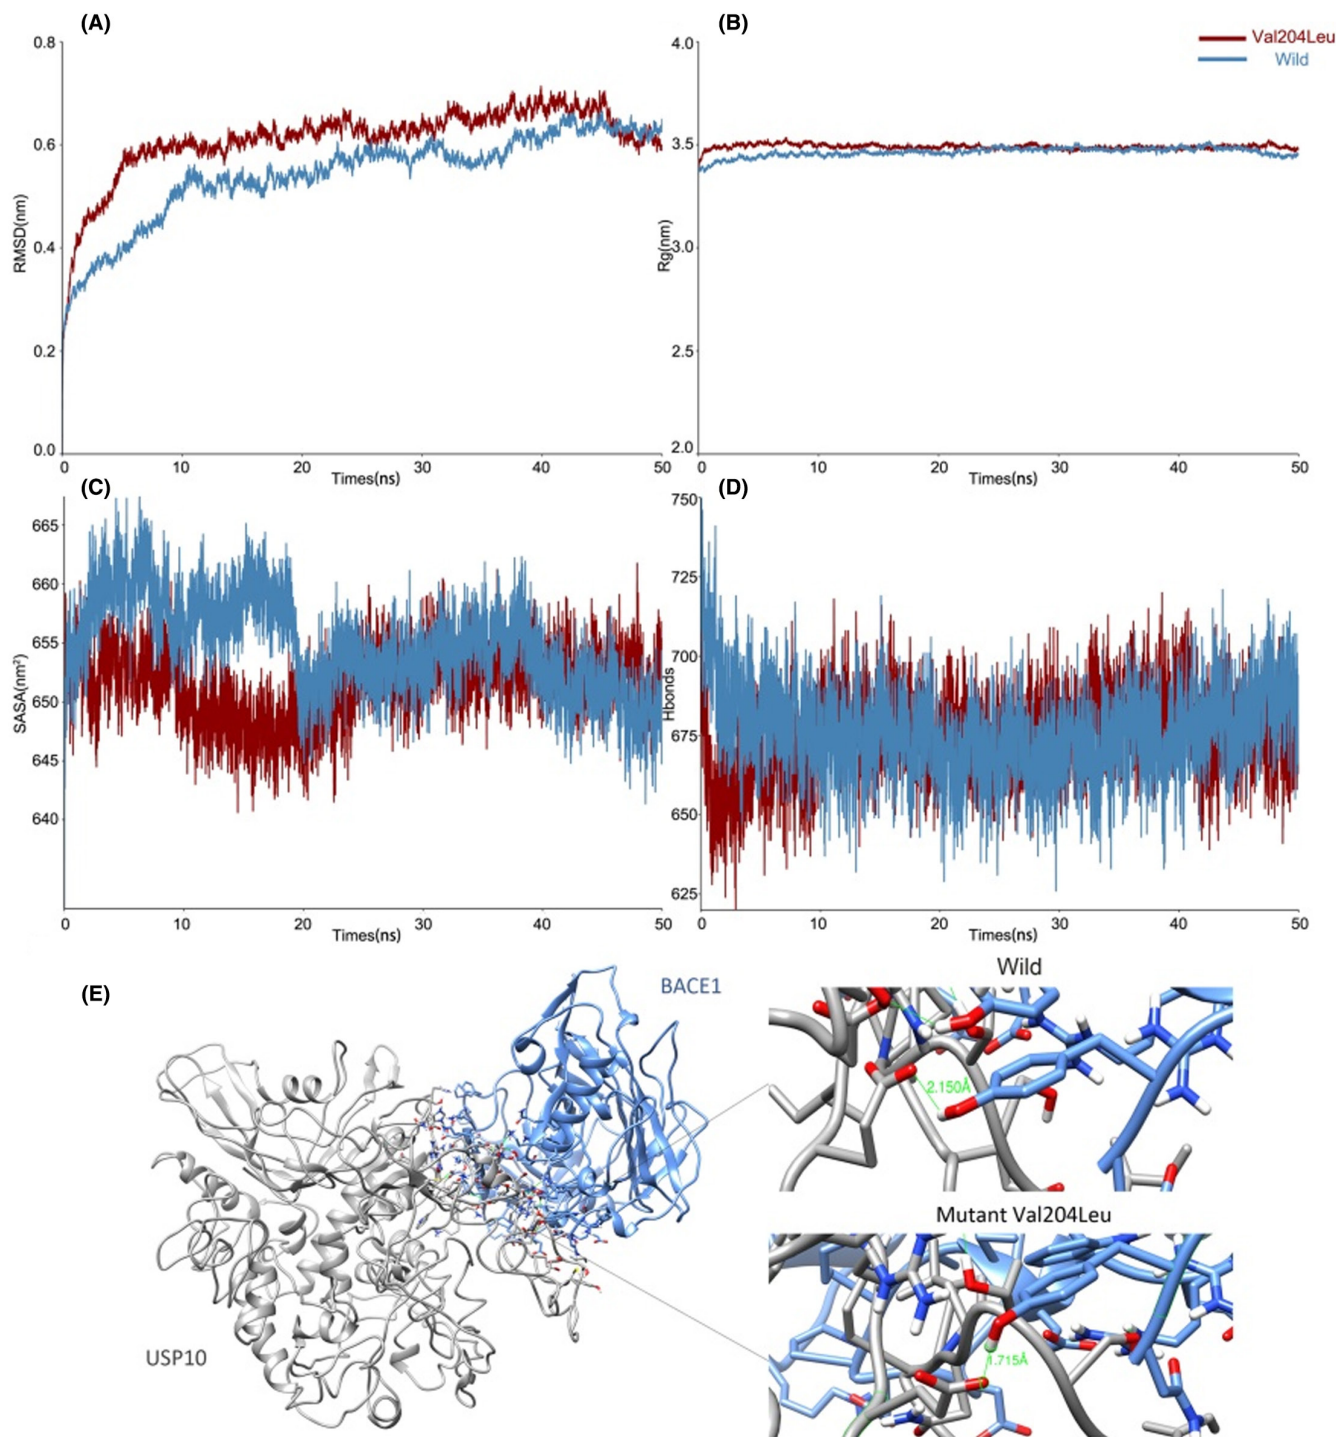 (A)
0.8
0.6
0.4
0.2
0.0
RMSD(nm)
0 10 20 30 40 50
Times(ns)
(B)
Val204Leu
Wild
4.0
3.5
3.0
2.5
2.0
Rg(nm)
0 10 20 30 40 50
Times(ns)
(C)
665
660
655
650
645
640
SASA(nm²)
0 10 20 30 40 50
Times(ns)
(D)
750
725
700
675
650
625
Hbonds
0 10 20 30 40 50
Times(ns)
(E)
BACE1
USP10
Wild
2.150Å
Mutant Val204Leu
1.715Å